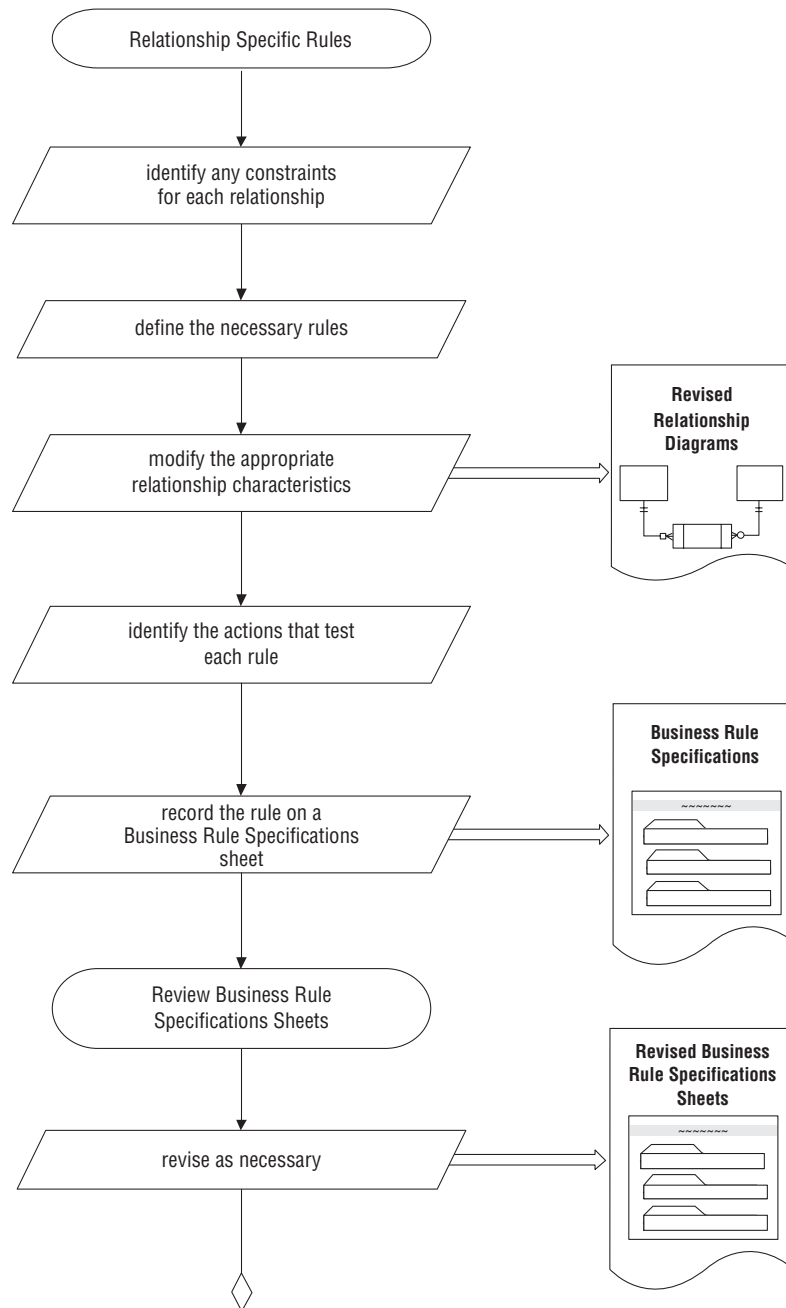 Relationship Specific Rules
identify any constraints
for each relationship
define the necessary rules
modify the appropriate
relationship characteristics
Revised
Relationship
Diagrams
identify the actions that test
each rule
record the rule on a
Business Rule Specifications
sheet
Business Rule
Specifications
~~~~~~~
Review Business Rule
Specifications Sheets
revise as necessary
Revised Business
Rule Specifications
Sheets
~~~~~~~